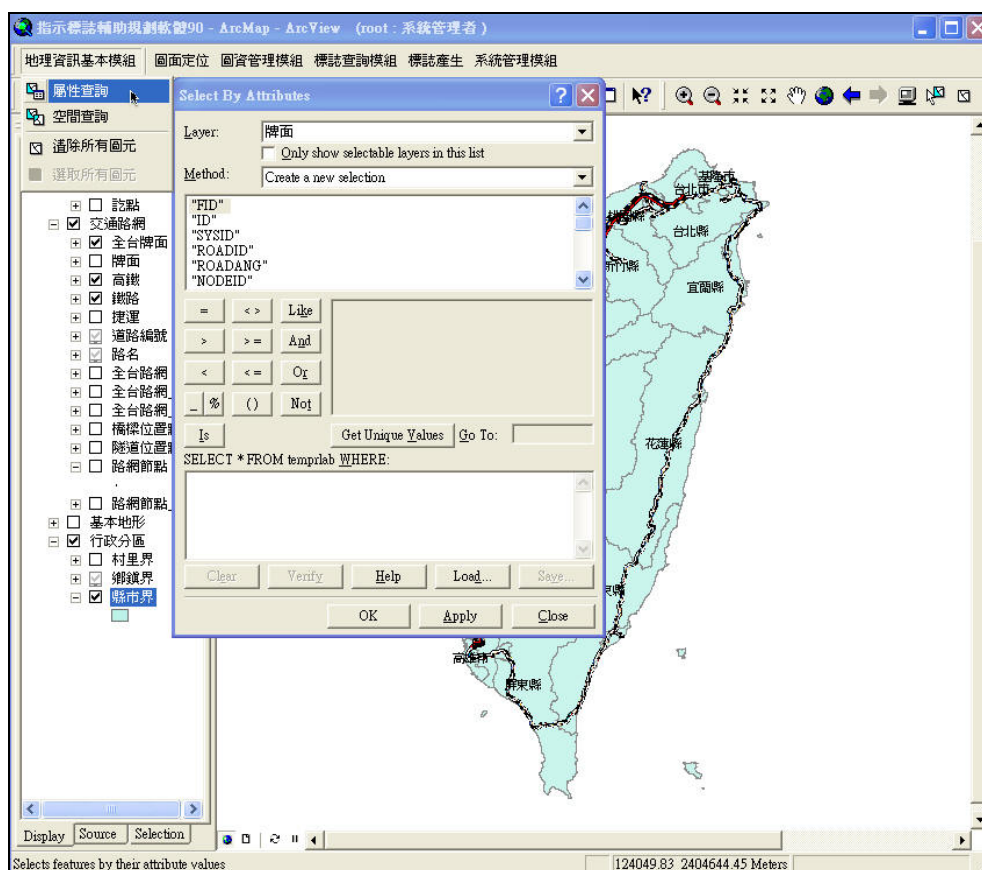 指示標誌輔助規劃軟體90 - ArcMap - ArcView (root : 系統管理者 )
地理資訊基本模組 圖面定位 圖資管理模組 標誌查詢模組 標誌產生 系統管理模組
屬性查詢
空間查詢
清除所有圖元
選取所有圖元
Select By Attributes
Layer: 牌面
Only show selectable layers in this list
Method: Create a new selection
"FID"
"ID"
"SYSID"
"ROADID"
"ROADANG"
"NODEID"
= < > Like
> > = And
< < = Or
_ % () Not
Is Get Unique Values Go To:
SELECT * FROM temprlab WHERE:
Clear Verify Help Load... Save...
OK Apply Close
交通路網
全台牌面
牌面
高鐵
鐵路
捷運
道路編號
路名
全台路網
全台路網_
全台路網_
橋樑位置
隧道位置
路網節點
路網節點_
基本地形
行政分區
村里界
鄉鎮界
縣市界
基隆市
台北市
台北縣
新竹縣
宜蘭縣
花蓮縣
東縣
高雄市
屏東縣
Display Source Selection
Selects features by their attribute values
124049.83 2404644.45 Meters